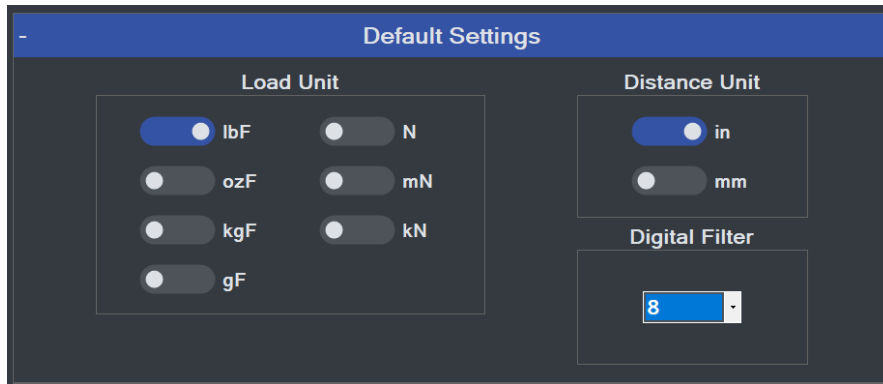 - Default Settings
Load Unit
lbF N
ozF mN
kgF kN
gF
Distance Unit
in
mm
Digital Filter
8